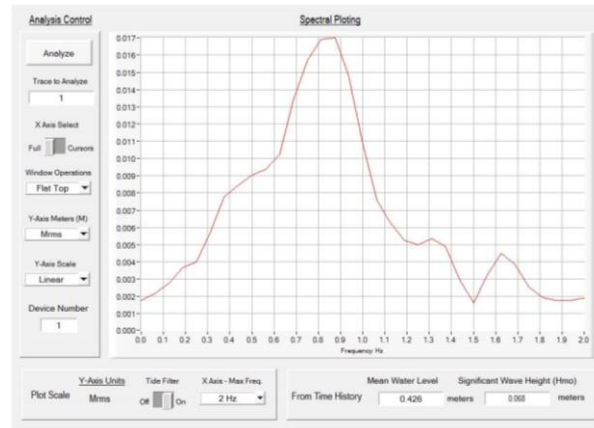 Analysis Control
Spectral Ploting
Analyze
Trace to Analyze
1
X Axis Select
Full Cursors
Window Operations
Flat Top
Y-Axis Meters (M)
Mrms
Y-Axis Scale
Linear
Device Number
1
0.017
0.016
0.015
0.014
0.013
0.012
0.011
0.010
0.009
0.008
0.007
0.006
0.005
0.004
0.003
0.002
0.001
0.000
0.0 0.1 0.2 0.3 0.4 0.5 0.6 0.7 0.8 0.9 1.0 1.1 1.2 1.3 1.4 1.5 1.6 1.7 1.8 1.9 2.0
Frequency Hz
Plot Scale
Y-Axis Units
Mrms
Tide Filter
Off On
X Axis - Max Freq.
2 Hz
From Time History
Mean Water Level
0.426 meters
Significant Wave Height (Hmo)
0.068 meters